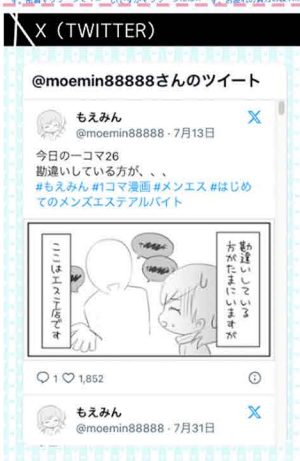 X（TWITTER）
@moemin88888さんのツイート
もえみん
@moemin88888・7月13日
今日の一コマ26
勘違いしている方が、、、
#もえみん #1コマ漫画 #メンエス #はじめ
てのメンズエステアルバイト
勘違いしている
方がたまにいますが
ここはエステ店です
1 1,852
もえみん
@moemin88888・7月31日